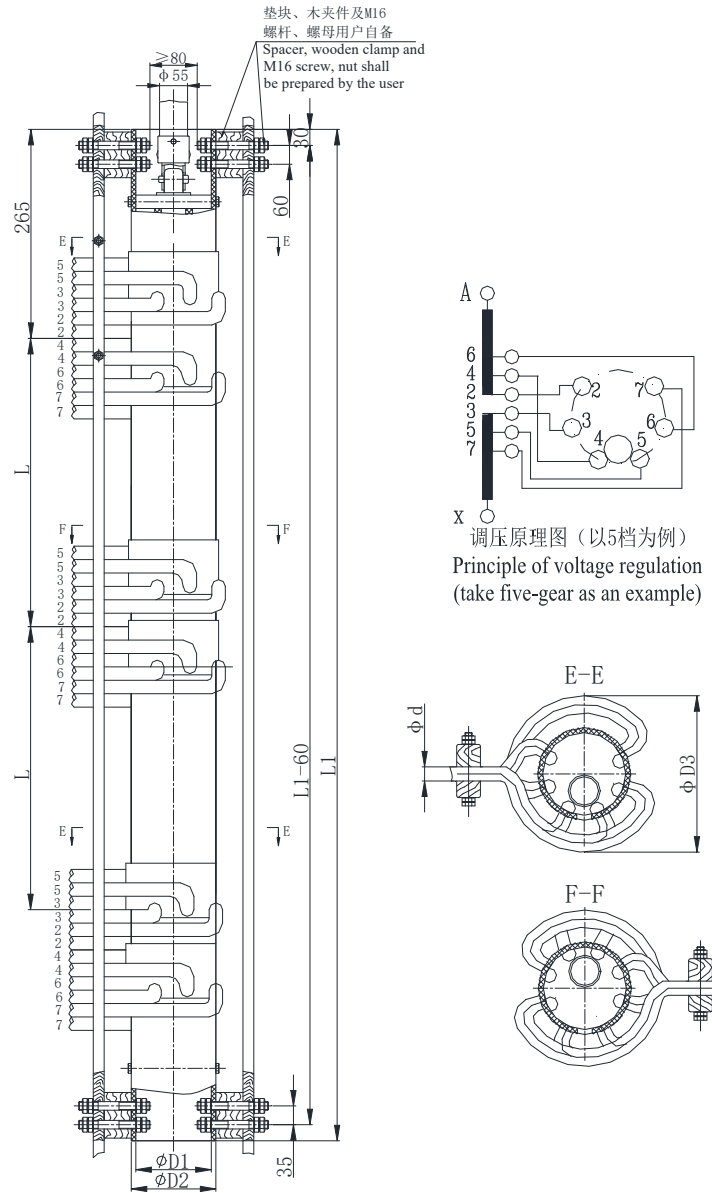 垫块、木夹件及M16
螺杆、螺母用户自备
Spacer, wooden clamp and
M16 screw, nut shall
be prepared by the user
≥80
φ55
30
60
265
E
E
5
5
3
3
2
2
4
4
6
6
7
7
L
F
F
5
5
3
3
2
2
4
4
6
6
7
7
L
L1-60
L1
E
E
5
5
3
3
2
2
4
4
6
6
7
7
35
φD1
φD2
A
6
4
2
3
5
7
X
2
7
3
6
4
5
调压原理图（以5档为例）
Principle of voltage regulation
(take five-gear as an example)
E-E
φd
φD3
F-F